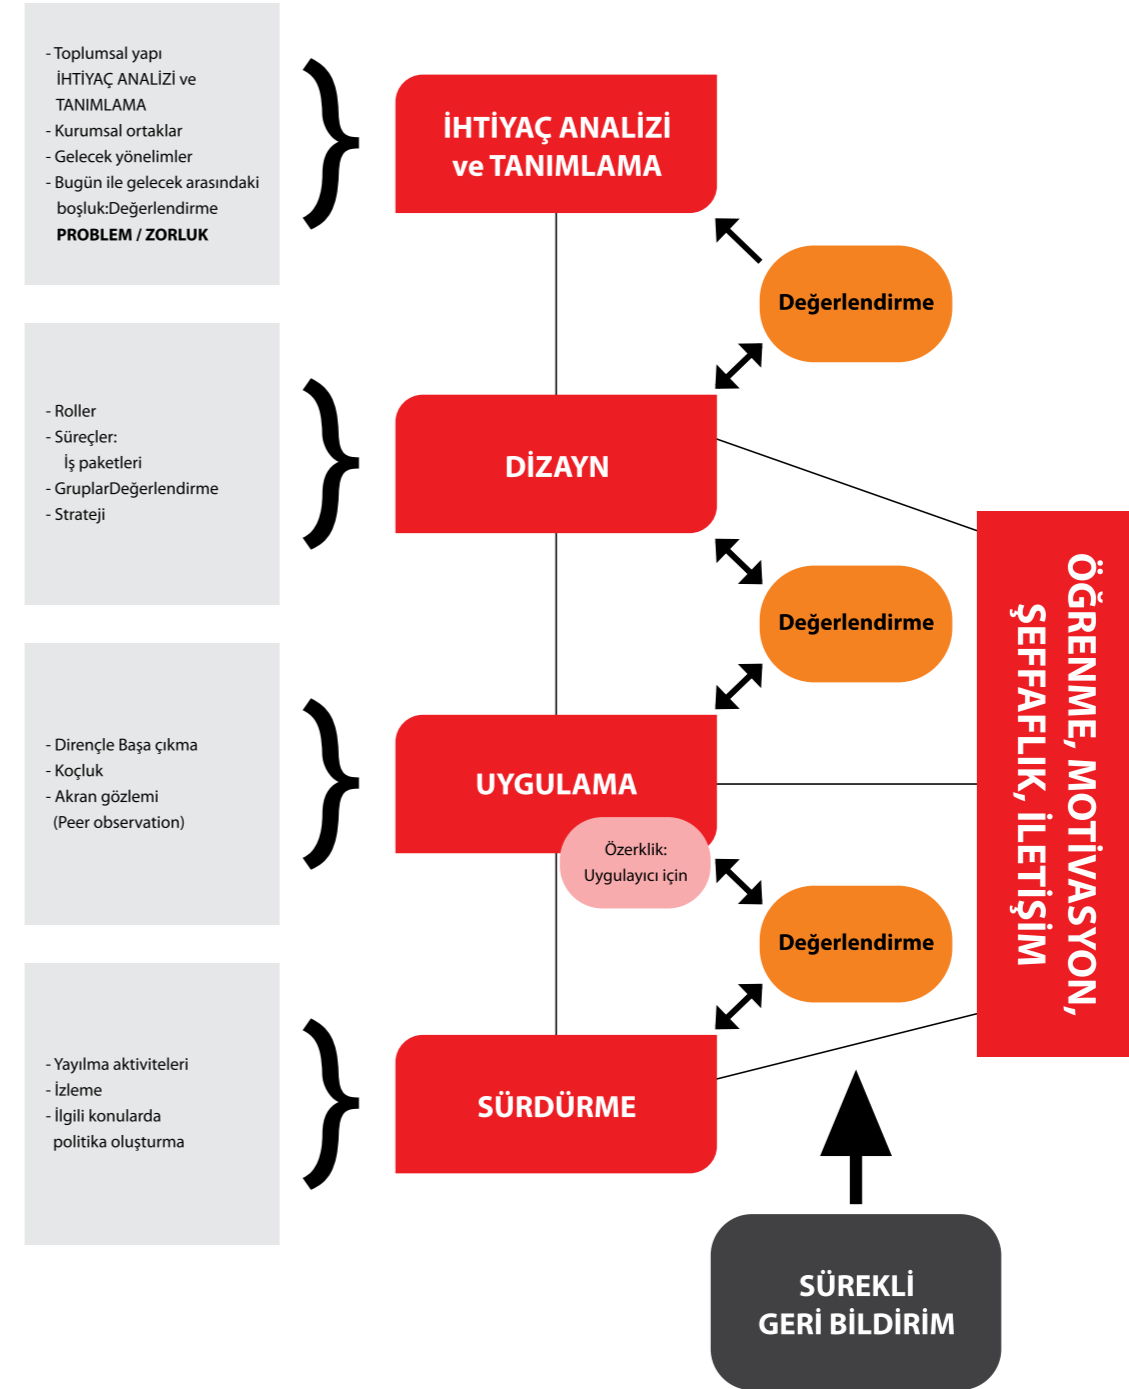 - Toplumsal yapı
İHTİYAÇ ANALİZİ ve
TANIMLAMA
- Kurumsal ortaklar
- Gelecek yönelimler
- Bugün ile gelecek arasındaki
boşluk:Değerlendirme
PROBLEM / ZORLUK
İHTİYAÇ ANALİZİ
ve TANIMLAMA
Değerlendirme
- Roller
- Süreçler:
İş paketleri
- GruplarDeğerlendirme
- Strateji
DİZAYN
Değerlendirme
- Dirençle Başa çıkma
- Koçluk
- Akran gözlemi
(Peer observation)
UYGULAMA
Özerklik:
Uygulayıcı için
Değerlendirme
- Yayılma aktiviteleri
- İzleme
- İlgili konularda
politika oluşturma
SÜRDÜRME
ÖĞRENME, MOTİVASYON,
ŞEFFAFLIK, İLETİŞİM
SÜREKLİ
GERİ BİLDİRİM